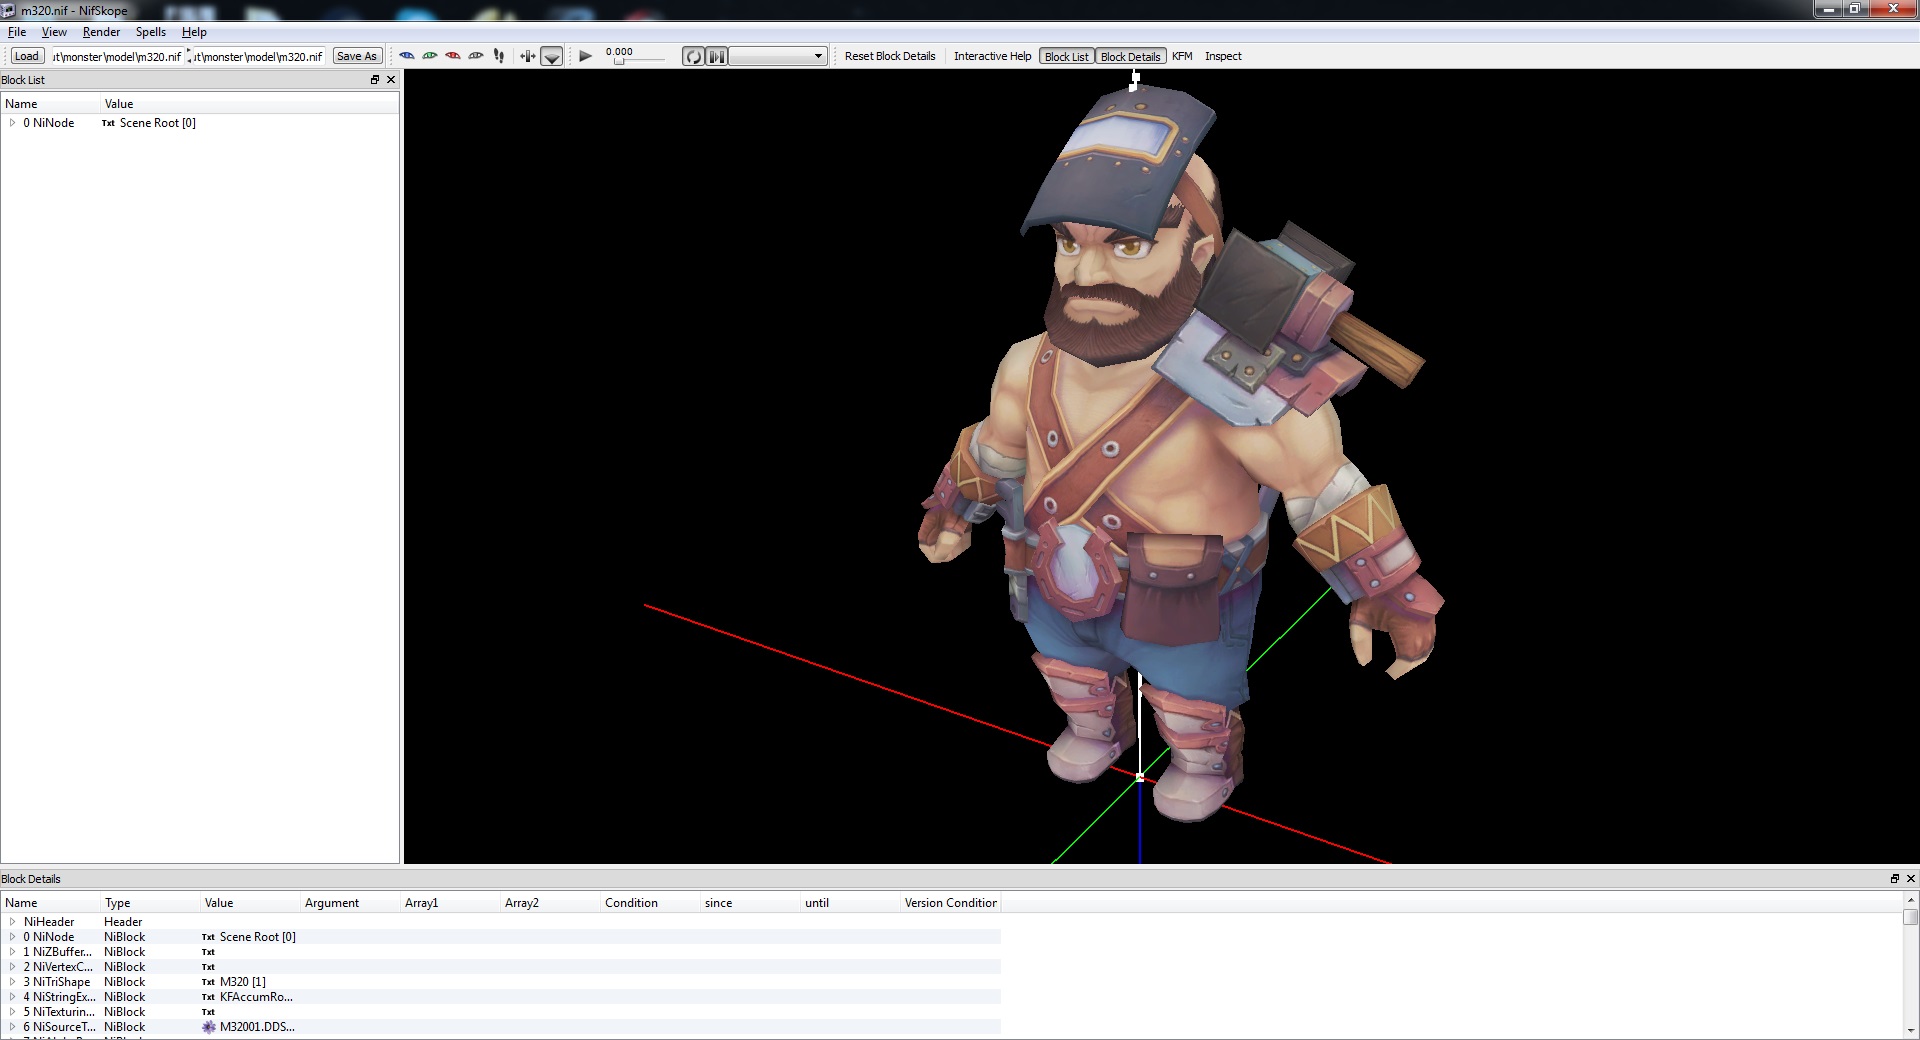 m320.nif - NifSkope
File View Render Spells Help
Load ut\monster\model\m320.nif ut\monster\model\m320.nif Save As 0.000 Reset Block Details Interactive Help Block List Block Details KFM Inspect
Block List
Name Value
0 NiNode Txt Scene Root [0]
Block Details
Name Type Value Argument Array1 Array2 Condition since until Version Condition
NiHeader Header
0 NiNode NiBlock Txt Scene Root [0]
1 NiZBuffer... NiBlock Txt
2 NiVertexC... NiBlock Txt
3 NiTriShape NiBlock Txt M320 [1]
4 NiStringEx... NiBlock Txt KFAccumRo...
5 NiTexturin... NiBlock Txt
6 NiSourceT... NiBlock M32001.DDS...